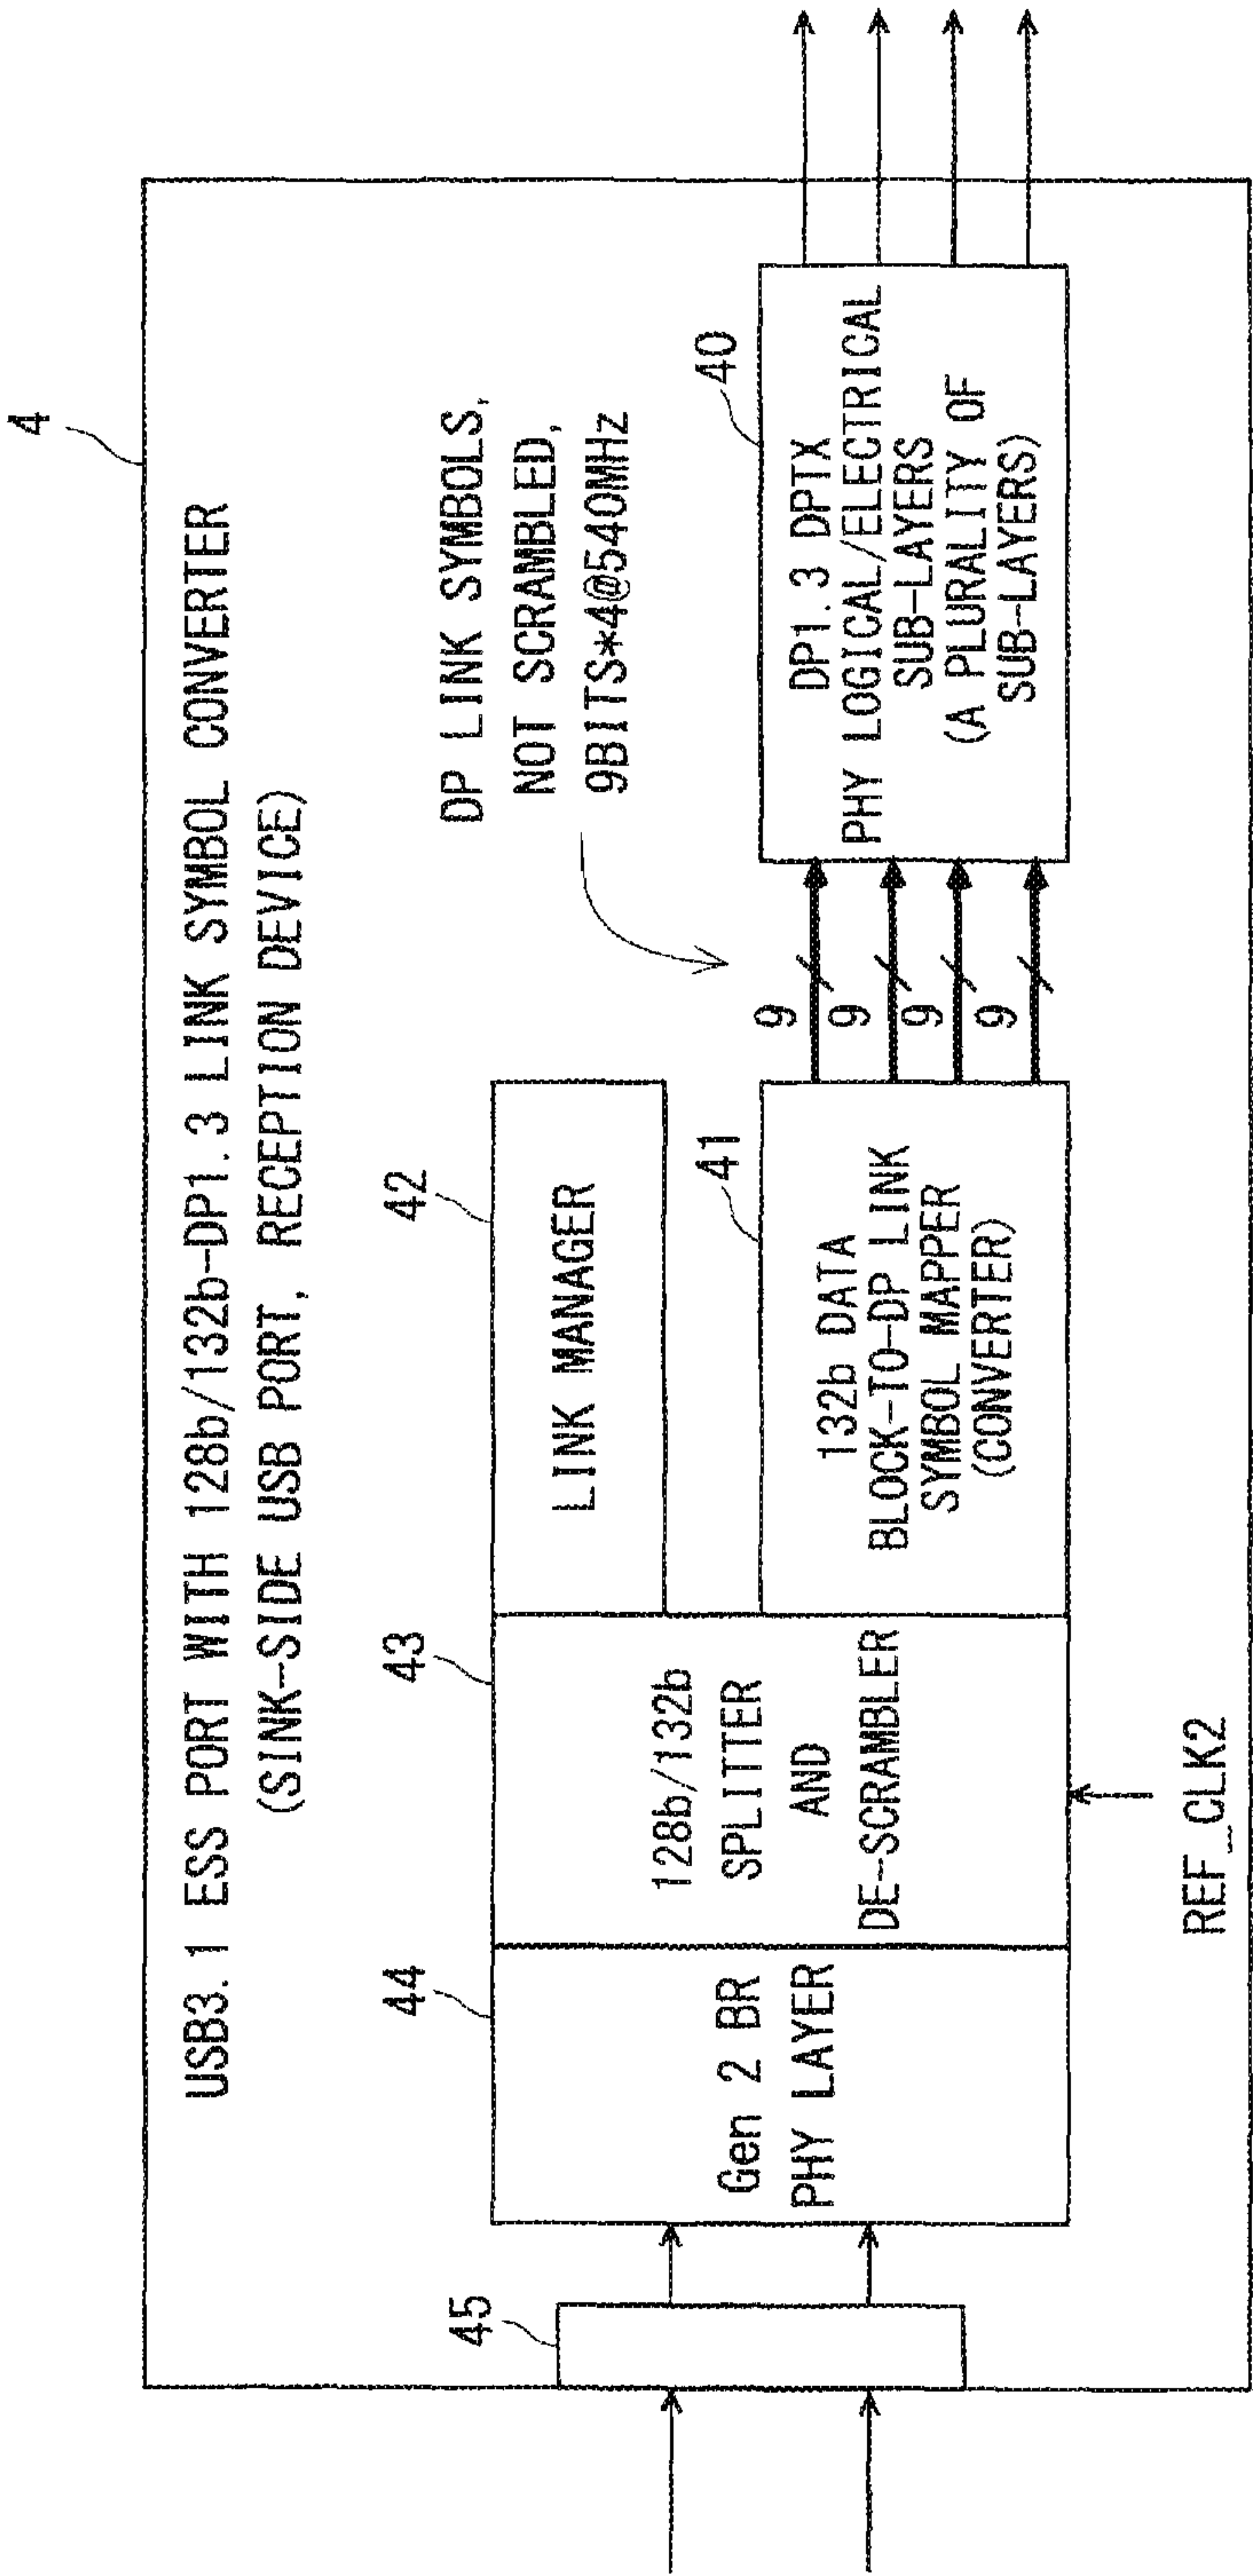 4
USB3. 1 ESS PORT WITH 128b/132b-DP1. 3 LINK SYMBOL CONVERTER
(SINK-SIDE USB PORT, RECEPTION DEVICE)
45
44
Gen 2 BR
PHY LAYER
43
128b/132b
SPLITTER
AND
DE-SCRAMBLER
REF_CLK2
42
LINK MANAGER
41
132b DATA
BLOCK-TO-DP LINK
SYMBOL MAPPER
(CONVERTER)
DP LINK SYMBOLS,
NOT SCRAMBLED,
9BITS*4@540MHz
9
9
9
9
40
DP1. 3 DPTX
PHY LOGICAL/ELECTRICAL
SUB-LAYERS
(A PLURALITY OF
SUB-LAYERS)